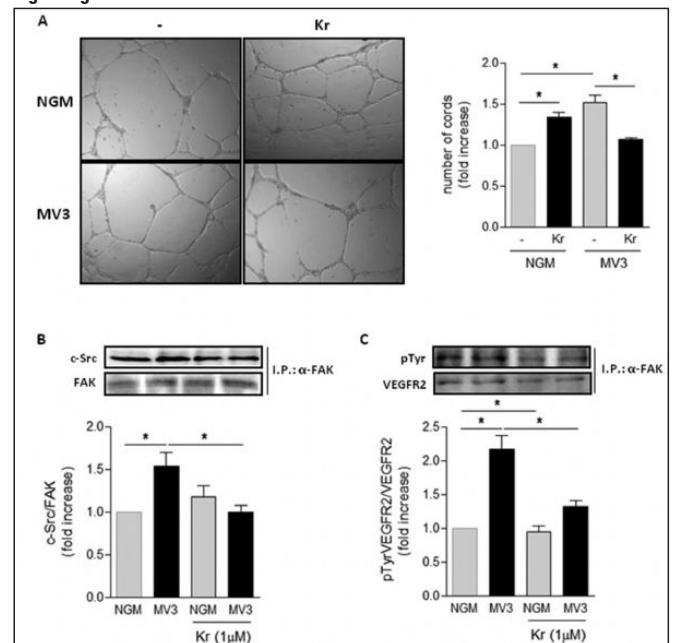 A
- Kr
NGM
MV3
number of cords
(fold increase)
2.0
1.5
1.0
0.5
0.0
- Kr - Kr
NGM MV3
B
c-Src
FAK
I.P.: α-FAK
c-Src/FAK
(fold increase)
2.0
1.5
1.0
0.5
0.0
* *
NGM MV3 NGM MV3
Kr (1μM)
C
pTyr
VEGFR2
I.P.: α-FAK
pTyrVEGFR2/VEGFR2
(fold increase)
2.5
2.0
1.5
1.0
0.5
0.0
*
* *
NGM MV3 NGM MV3
Kr (1μM)